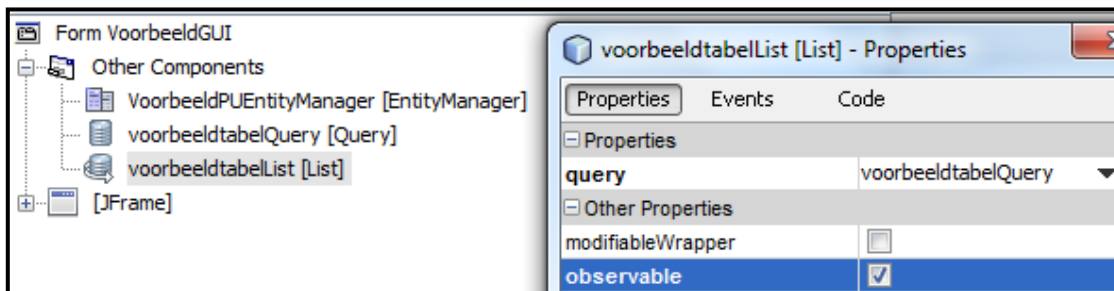 Form VoorbeeldGUI
Other Components
VoorbeeldPUEntityManager [EntityManager]
voorbeeldtabelQuery [Query]
voorbeeldtabelList [List]
[JFrame]
voorbeeldtabelList [List] - Properties
Properties Events Code
Properties
query voorbeeldtabelQuery
Other Properties
modifiableWrapper
observable